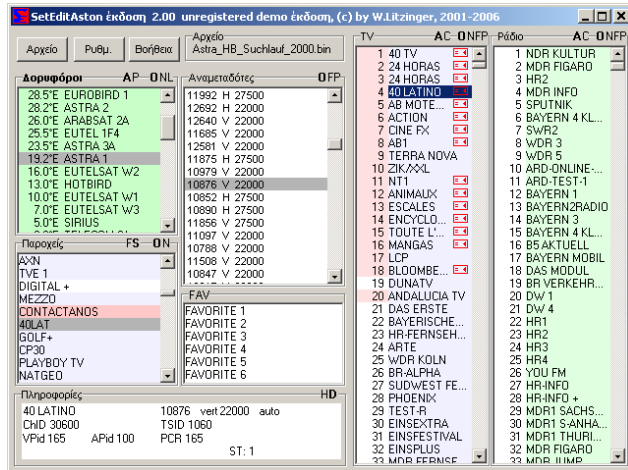 SetEditAston έκδοση 2.00 unregistered demo έκδοση, (c) by W.Litzinger, 2001-2006
Αρχείο
Ρυθμ.
Βοήθεια
Αρχείο
Astra_HB_Suchlauf_2000.bin
Δορυφόροι AP-ONL
28.5°E EUROBIRD 1
28.2°E ASTRA 2
26.0°E ARABSAT 2A
25.5°E EUTEL 1F4
23.5°E ASTRA 3A
19.2°E ASTRA 1
16.0°E EUTELSAT W2
13.0°E HOTBIRD
10.0°E EUTELSAT W1
7.0°E EUTELSAT W3
5.0°E SIRIUS
Αναμεταδότες OFP
11992 H 27500
12692 H 22000
12640 V 22000
11685 V 22000
12581 V 22000
11875 H 27500
10979 V 22000
10876 V 22000
10852 H 27500
10890 H 27500
11856 V 27500
11097 V 22000
10788 V 22000
11508 V 22000
10847 V 22000
Παροχείς FS ON
AXN
TVE 1
DIGITAL +
MEZZO
CONTACTANOS
40LAT
GOLF+
CP30
PLAYBOY TV
NATGEO
FAV
FAVORITE 1
FAVORITE 2
FAVORITE 3
FAVORITE 4
FAVORITE 5
FAVORITE 6
Πληροφορίες HD
40 LATINO 10876 vert 22000 auto
ChID 30600 TSID 1060
VPid 165 APid 100 PCR 165
ST: 1
TV AC-ONFP
1 40 TV
2 24 HORAS
3 24 HORAS
4 40 LATINO
5 AB MOTE...
6 ACTION
7 CINE FX
8 AB1
9 TERRA NOVA
10 ZIK/XXL
11 NT1
12 ANIMAUX
13 ESCALES
14 ENCYCLO...
15 TOUTE L'...
16 MANGAS
17 LCP
18 BLOOMBE...
19 DUNATV
20 ANDALUCIA TV
21 DAS ERSTE
22 BAYERISCHE...
23 HR-FERNSEH...
24 ARTE
25 WDR KOLN
26 BR-ALPHA
27 SUDWEST FE...
28 PHOENIX
29 TEST-R
30 EINSEXTRA
31 EINSFESTIVAL
32 EINSPLUS
33 MDR FERNSE...
Ράδιο AC-ONFP
1 NDR KULTUR
2 MDR FIGARO
3 HR2
4 MDR INFO
5 SPUTNIK
6 BAYERN 4 KL...
7 SWR2
8 WDR 3
9 WDR 5
10 ARD-ONLINE-...
11 ARD-TEST-1
12 BAYERN 1
13 BAYERN2RADIO
14 BAYERN 3
15 BAYERN 4 KL...
16 B5 AKTUELL
17 BAYERN MOBIL
18 DAS MODUL
19 BR VERKEHR...
20 DW 1
21 DW 4
22 HR1
23 HR2
24 HR3
25 HR4
26 YOU FM
27 HR-INFO
28 HR-INFO +
29 MDR1 SACHS...
30 MDR1 S-ANHA...
31 MDR1 THURI...
32 MDR FIGARO
33 MDR JUMP